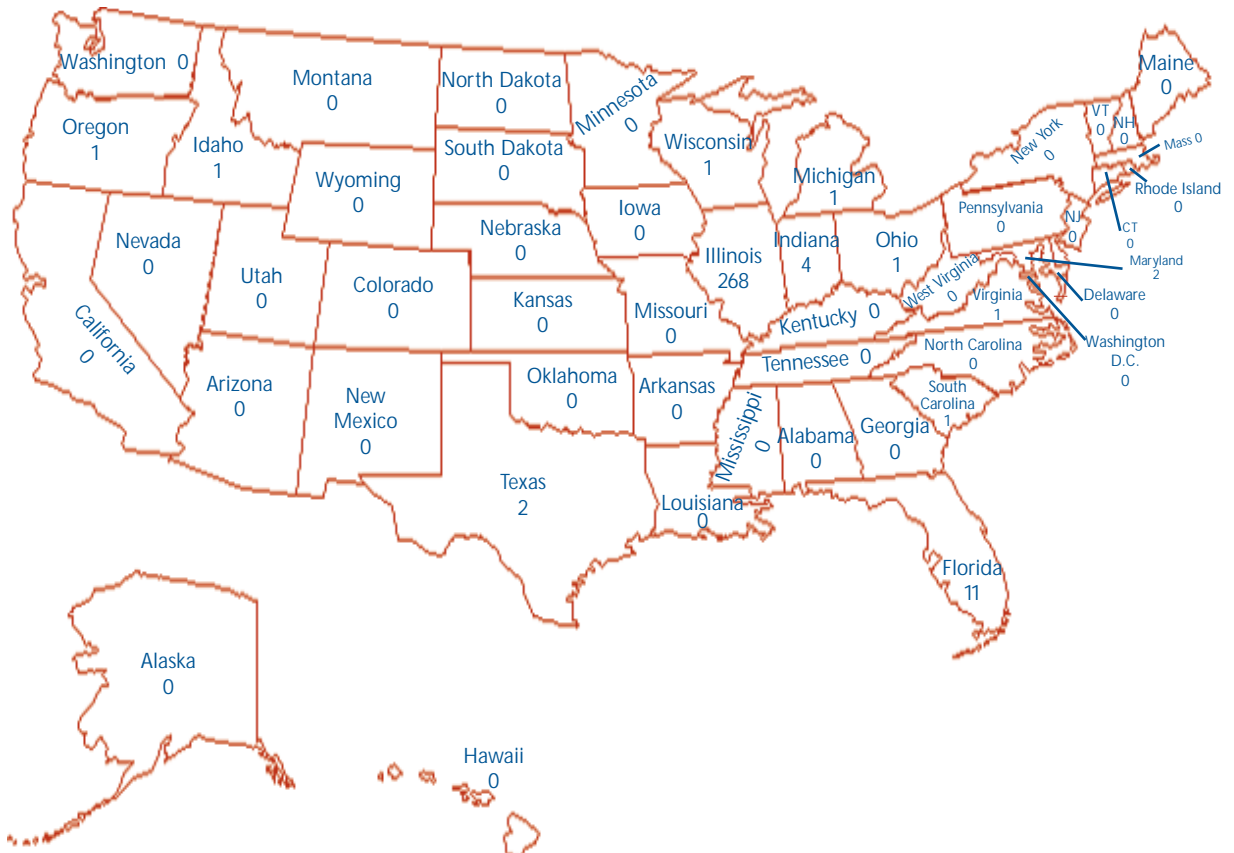 Washington 0
Montana
0
North Dakota
0
Minnesota
0
Maine
0
Oregon
1
Idaho
1
South Dakota
0
Wisconsin
1
Michigan
1
New York
0
VT
0
NH
0
Mass 0
Rhode Island
0
CT
0
Wyoming
0
Nebraska
0
Iowa
0
Pennsylvania
0
NJ
0
Nevada
0
Utah
0
Colorado
0
Kansas
0
Illinois
268
Indiana
4
Ohio
1
West Virginia
0
Virginia
1
Maryland
2
Delaware
0
Washington
D.C.
0
California
0
Missouri
0
Kentucky 0
Tennessee 0
North Carolina
0
Arizona
0
New
Mexico
0
Oklahoma
0
Arkansas
0
Mississippi
0
Alabama
0
Georgia
0
South
Carolina
1
Texas
2
Louisiana
0
Florida
11
Alaska
0
Hawaii
0